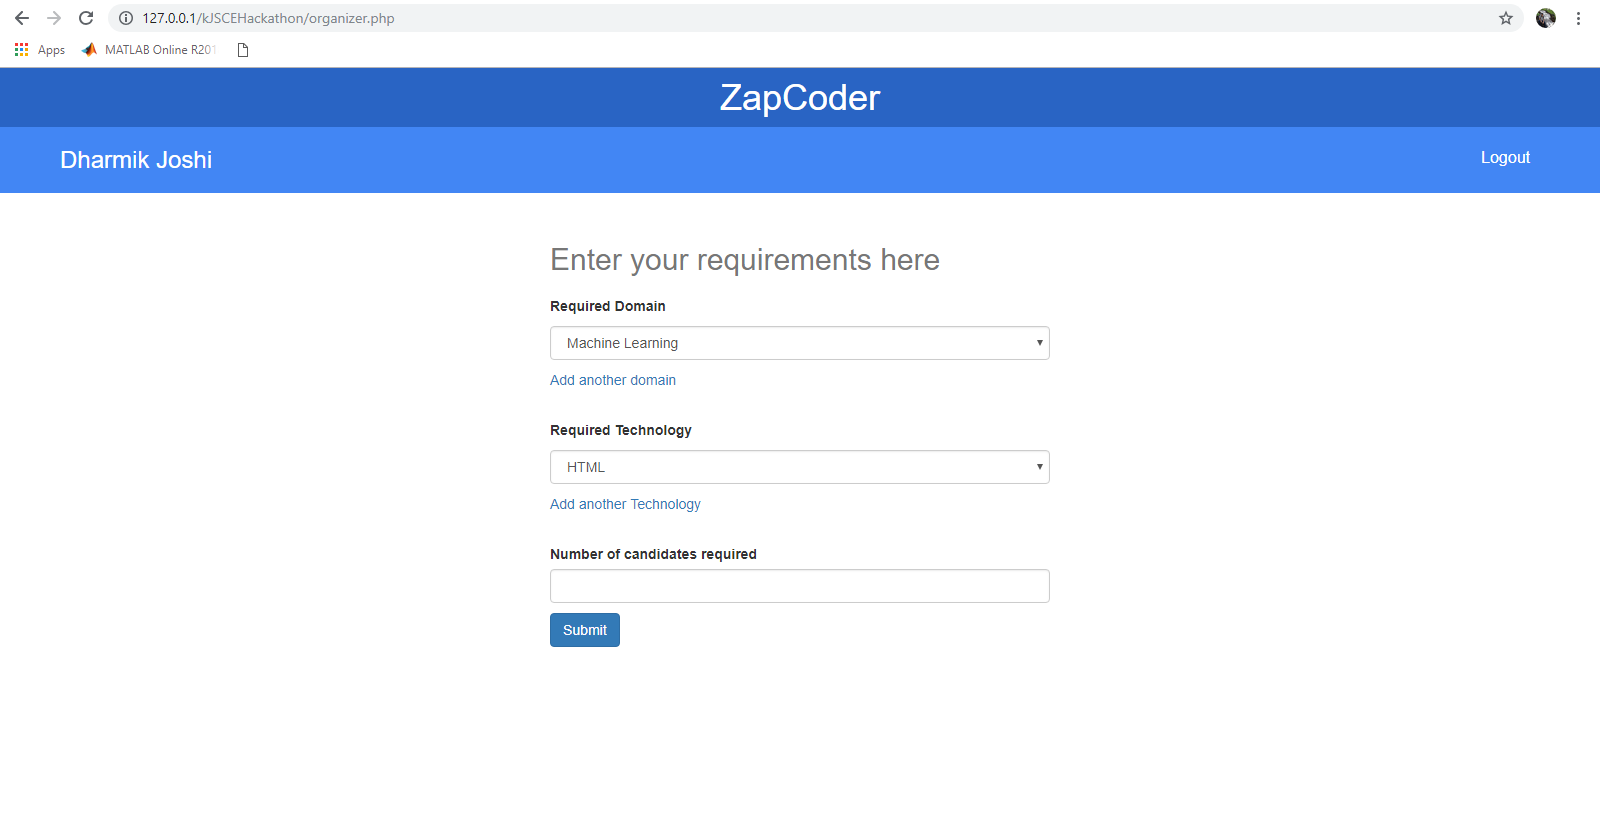 127.0.0.1/kJSCEHackathon/organizer.php
Apps MATLAB Online R201
ZapCoder
Dharmik Joshi Logout
Enter your requirements here
Required Domain
Machine Learning
Add another domain
Required Technology
HTML
Add another Technology
Number of candidates required
Submit